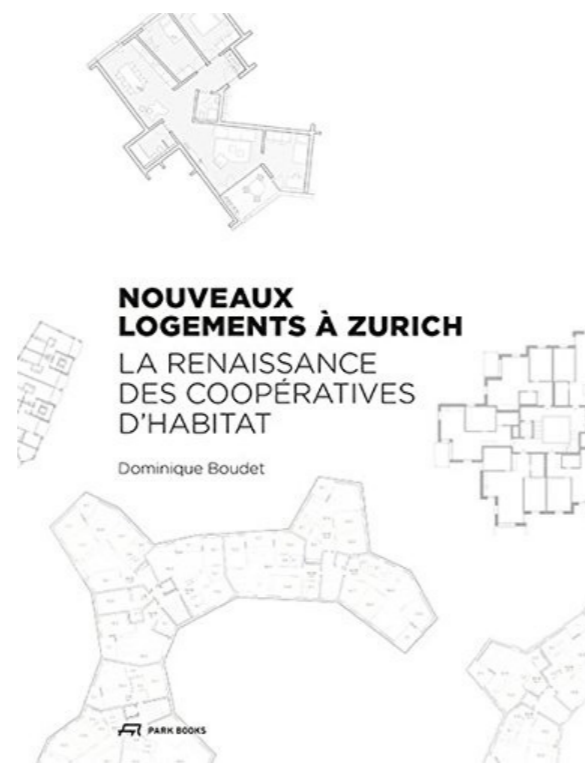 NOUVEAUX
LOGEMENTS À ZURICH
LA RENAISSANCE
DES COOPÉRATIVES
D'HABITAT
Dominique Boudet
PARK BOOKS